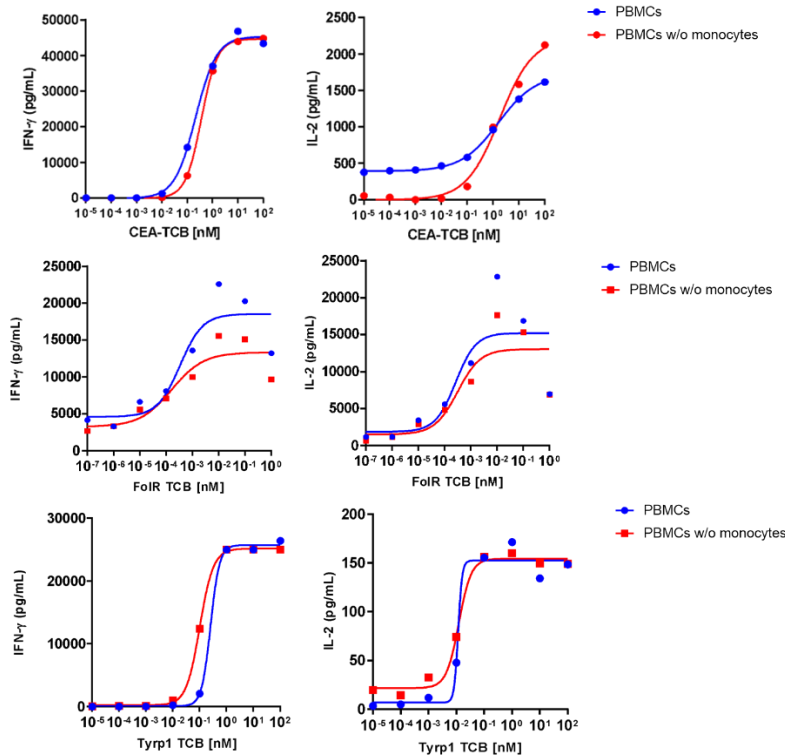 IFN-γ (pg/mL)
50000
40000
30000
20000
10000
0
10⁻⁵ 10⁻⁴ 10⁻³ 10⁻² 10⁻¹ 10⁰ 10¹ 10²
CEA-TCB [nM]
IL-2 (pg/mL)
2500
2000
1500
1000
500
0
10⁻⁵ 10⁻⁴ 10⁻³ 10⁻² 10⁻¹ 10⁰ 10¹ 10²
CEA-TCB [nM]
PBMCs
PBMCs w/o monocytes
IFN-γ (pg/mL)
25000
20000
15000
10000
5000
0
10⁻⁷ 10⁻⁶ 10⁻⁵ 10⁻⁴ 10⁻³ 10⁻² 10⁻¹ 10⁰
FolR TCB [nM]
IL-2 (pg/mL)
25000
20000
15000
10000
5000
0
10⁻⁷ 10⁻⁶ 10⁻⁵ 10⁻⁴ 10⁻³ 10⁻² 10⁻¹ 10⁰
FolR TCB [nM]
PBMCs
PBMCs w/o monocytes
IFN-γ (pg/mL)
30000
20000
10000
0
10⁻⁵ 10⁻⁴ 10⁻³ 10⁻² 10⁻¹ 10⁰ 10¹ 10²
Tyrp1 TCB [nM]
IL-2 (pg/mL)
200
150
100
50
0
10⁻⁵ 10⁻⁴ 10⁻³ 10⁻² 10⁻¹ 10⁰ 10¹ 10²
Tyrp1 TCB [nM]
PBMCs
PBMCs w/o monocytes